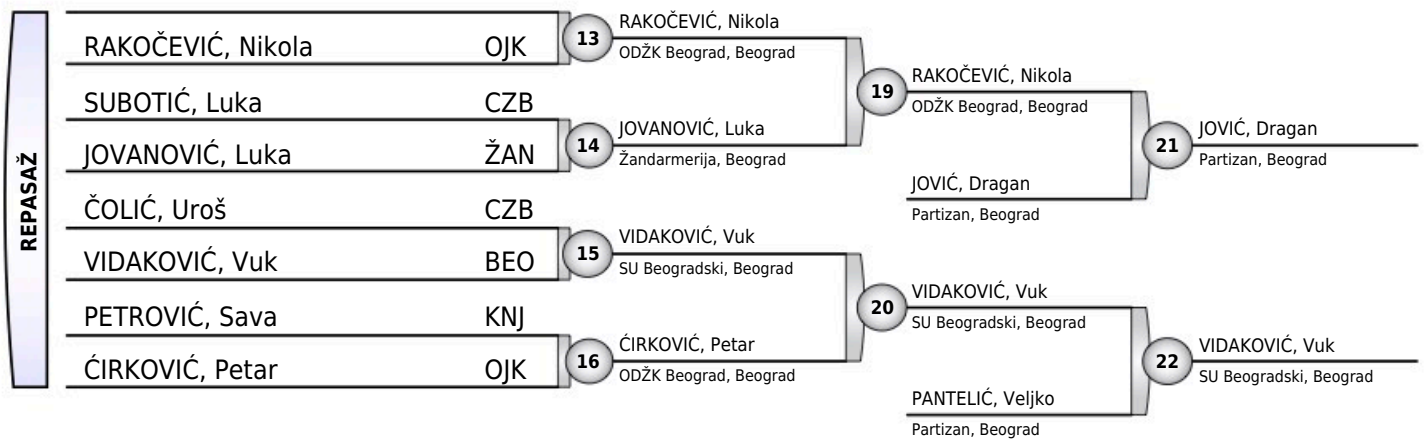 REPASAŽ
RAKOČEVIĆ, Nikola OJK
SUBOTIĆ, Luka CZB
JOVANOVIĆ, Luka ŽAN
ČOLIĆ, Uroš CZB
VIDAKOVIĆ, Vuk BEO
PETROVIĆ, Sava KNJ
ĆIRKOVIĆ, Petar OJK
13
RAKOČEVIĆ, Nikola
ODŽK Beograd, Beograd
14
JOVANOVIĆ, Luka
Žandarmerija, Beograd
15
VIDAKOVIĆ, Vuk
SU Beogradski, Beograd
16
ĆIRKOVIĆ, Petar
ODŽK Beograd, Beograd
19
RAKOČEVIĆ, Nikola
ODŽK Beograd, Beograd
JOVIĆ, Dragan
Partizan, Beograd
20
VIDAKOVIĆ, Vuk
SU Beogradski, Beograd
PANTELIĆ, Veljko
Partizan, Beograd
21
JOVIĆ, Dragan
Partizan, Beograd
22
VIDAKOVIĆ, Vuk
SU Beogradski, Beograd